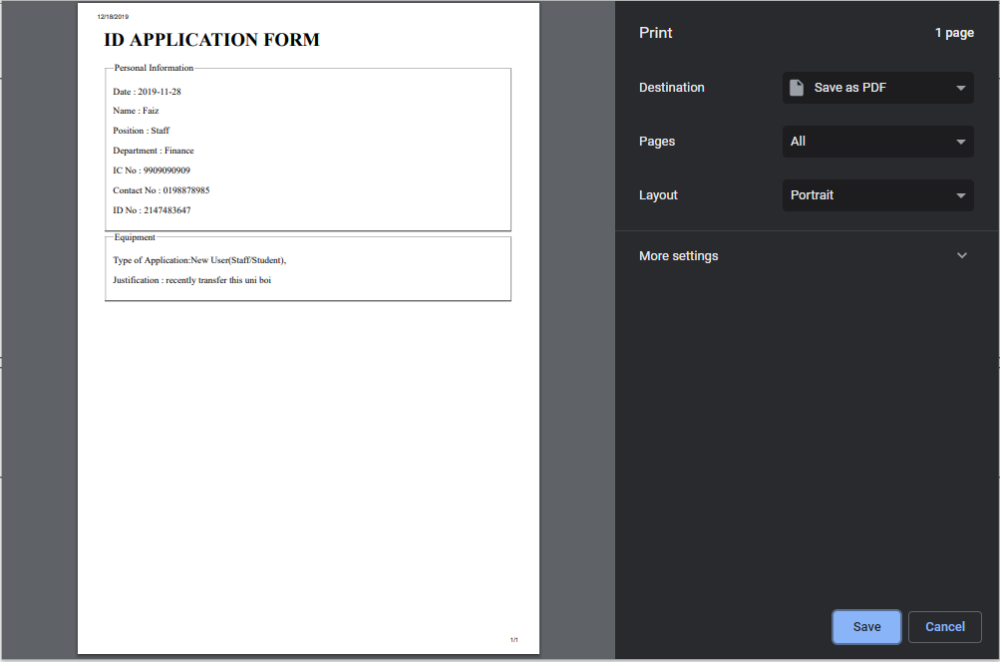 12/18/2019
ID APPLICATION FORM
Personal Information
Date : 2019-11-28
Name : Faiz
Position : Staff
Department : Finance
IC No : 9909090909
Contact No : 0198878985
ID No : 2147483647
Equipment
Type of Application:New User(Staff/Student),
Justification : recently transfer this uni boi
1/1
Print 1 page
Destination Save as PDF
Pages All
Layout Portrait
More settings
Save Cancel